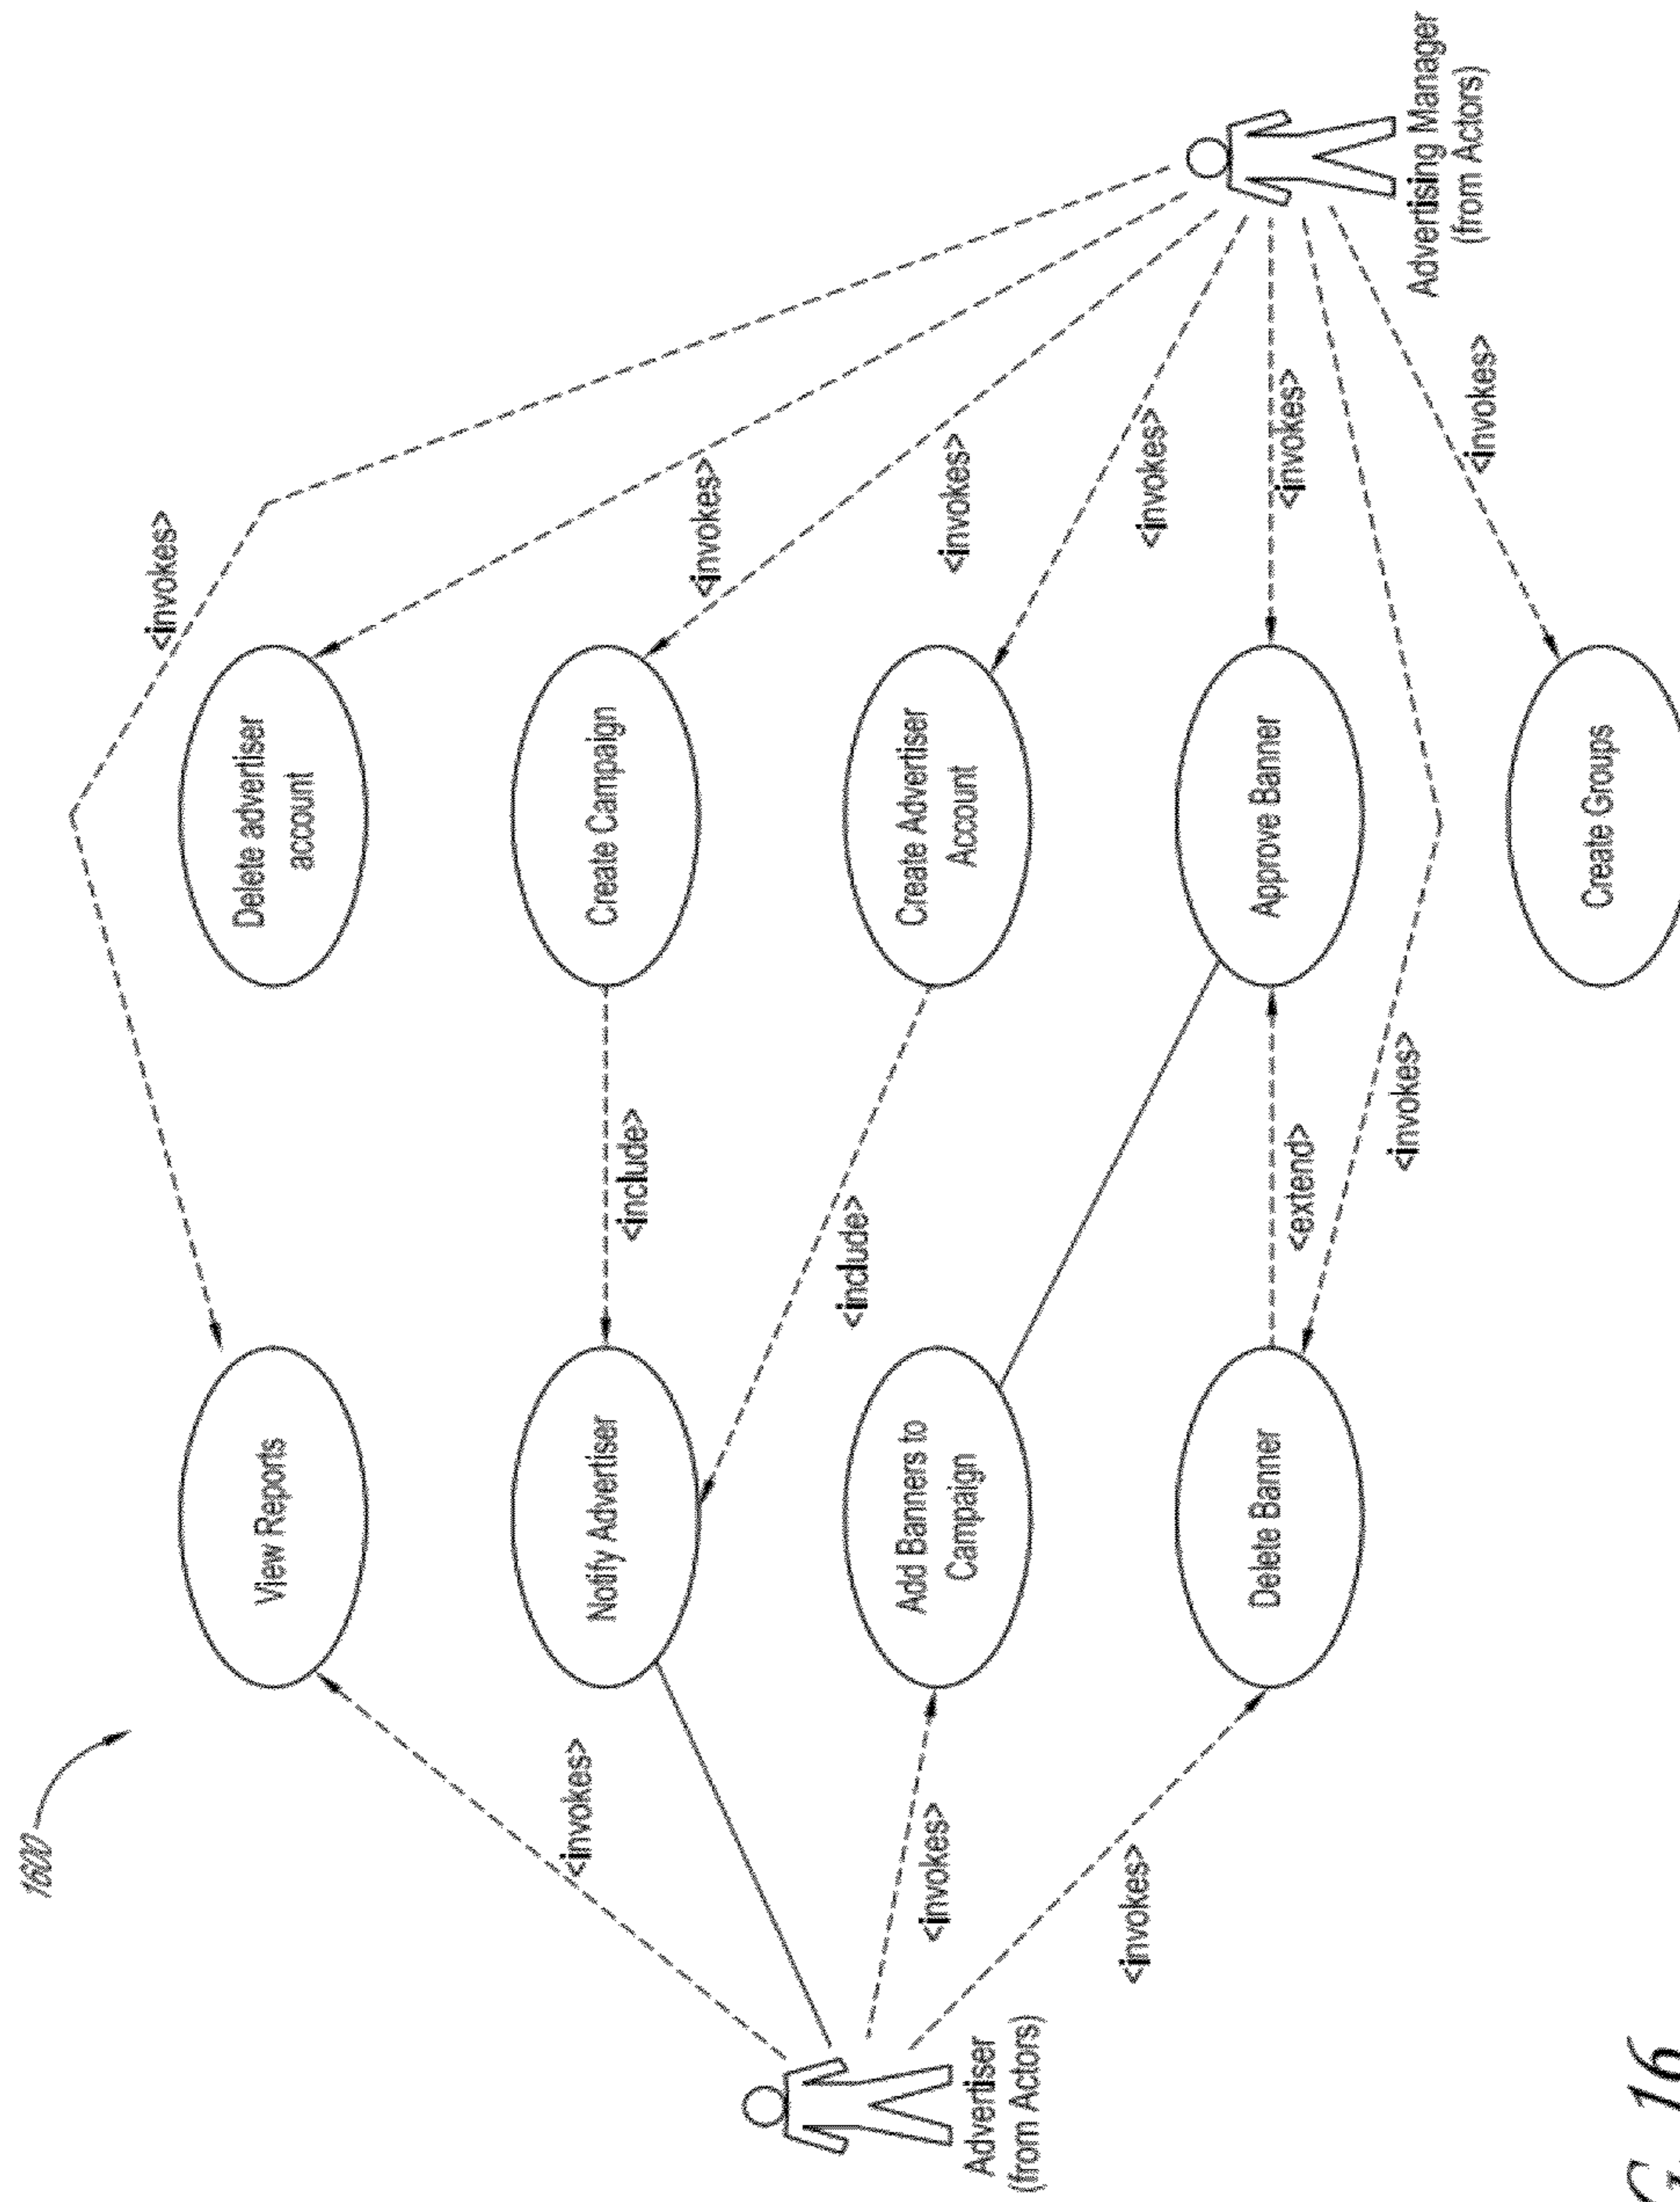 1600
<invokes>
View Reports
Delete advertiser
account
<invokes>
<invokes>
Notify Advertiser
<include>
Create Campaign
<invokes>
Advertiser
(from Actors)
<invokes>
Add Banners to
Campaign
<include>
Create Advertiser
Account
<invokes>
<invokes>
Delete Banner
<extend>
Approve Banner
<invokes>
Advertising Manager
(from Actors)
<invokes>
Create Groups
<invokes>
G. 16